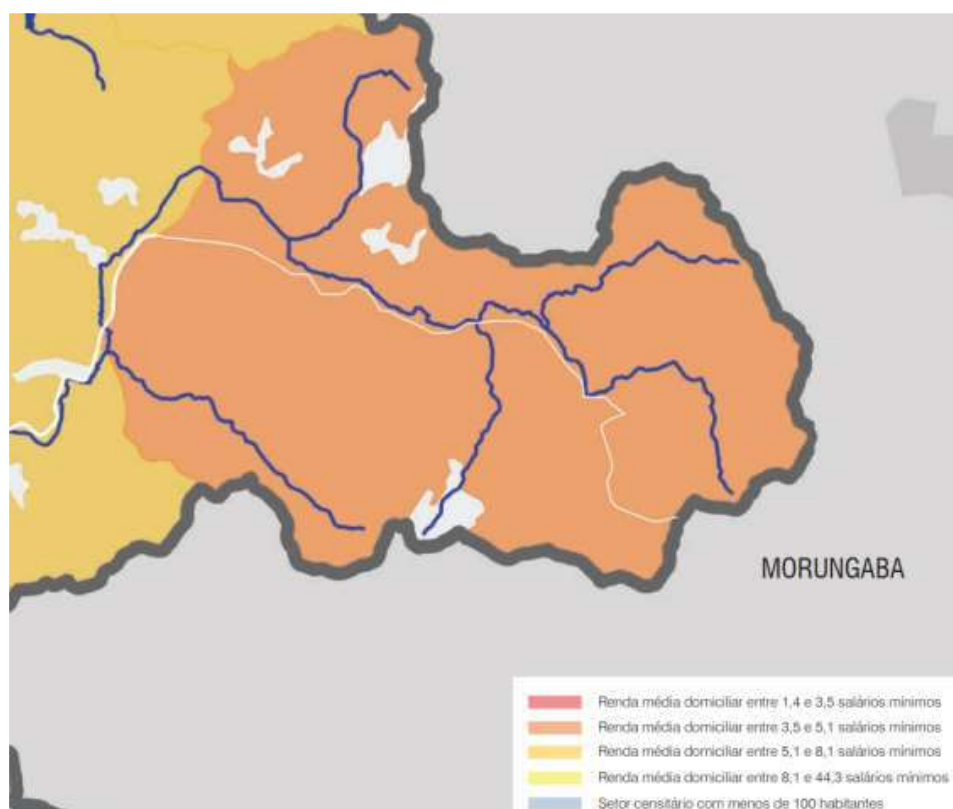 MORUNGABA
Renda média domiciliar entre 1,4 e 3,5 salários mínimos
Renda média domiciliar entre 3,5 e 5,1 salários mínimos
Renda média domiciliar entre 5,1 e 8,1 salários mínimos
Renda média domiciliar entre 8,1 e 44,3 salários mínimos
Setor censitário com menos de 100 habitantes